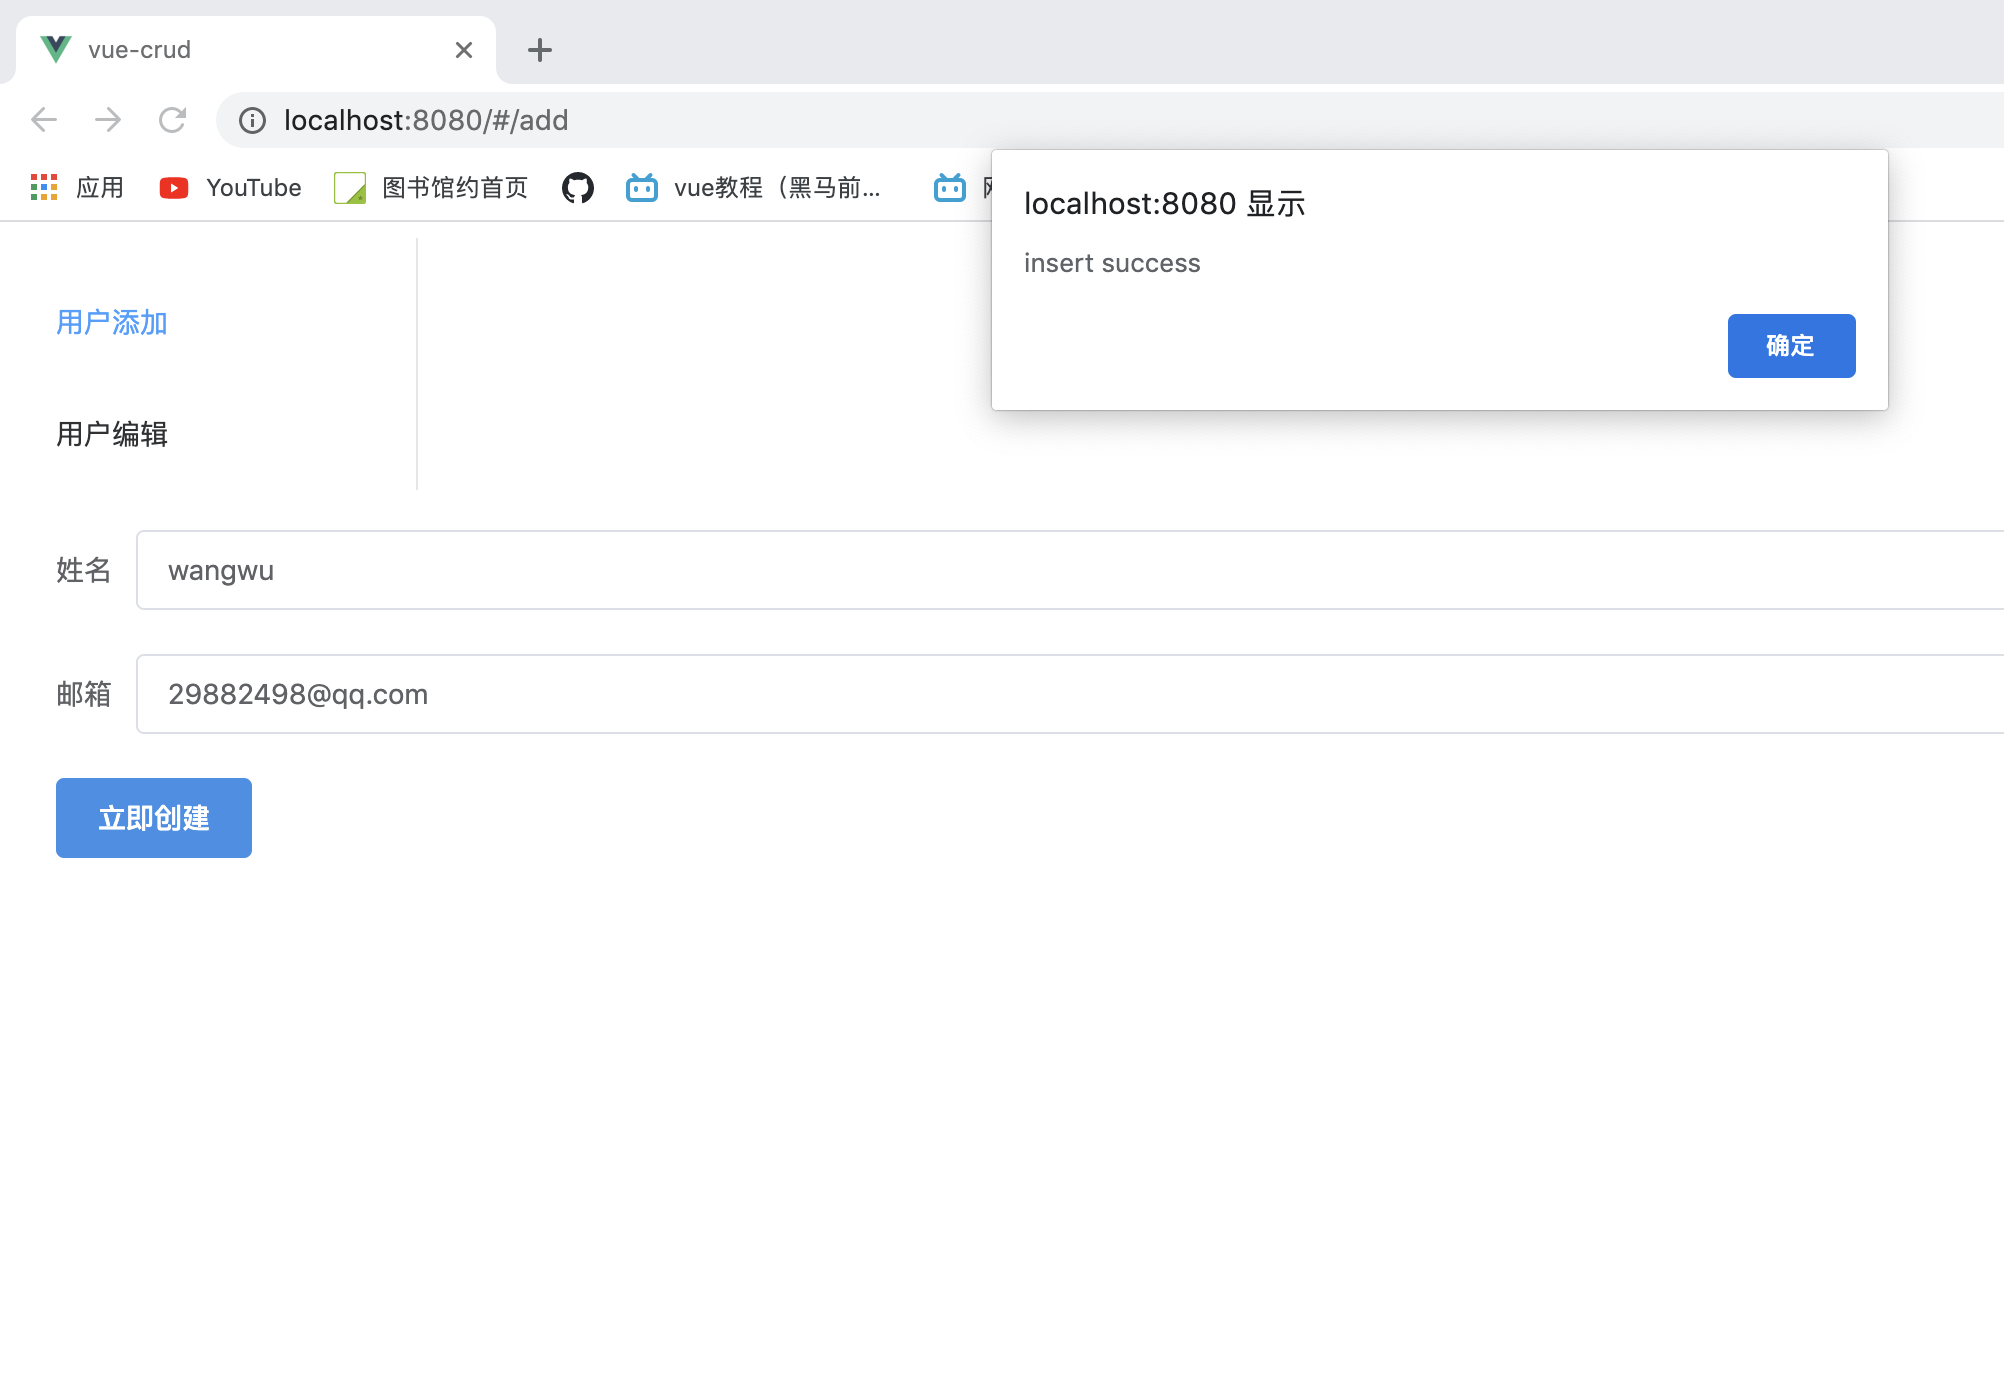 vue-crud
localhost:8080/#/add
应用 YouTube 图书馆约首页 vue教程（黑马前...
localhost:8080 显示
insert success
确定
用户添加
用户编辑
姓名 wangwu
邮箱 29882498@qq.com
立即创建